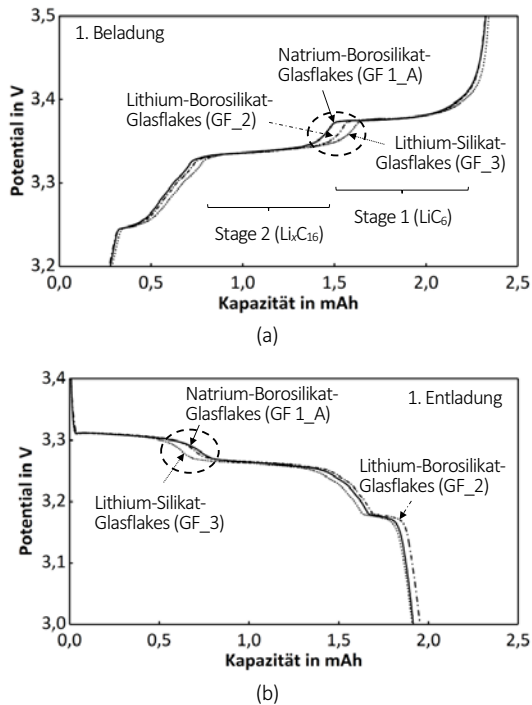 3,5
1. Beladung
Natrium-Borosilikat-
Glasflakes (GF 1_A)
3,4
Lithium-Borosilikat-
Glasflakes (GF_2)
Lithium-Silikat-
Glasflakes (GF_3)
Potential in V
3,3
Stage 2 (LixC16)
Stage 1 (LiC6)
3,2
0,0
0,5
1,0
1,5
2,0
2,5
Kapazität in mAh
(a)
3,4
Natrium-Borosilikat-
Glasflakes (GF 1_A)
1. Entladung
3,3
Lithium-Borosilikat-
Glasflakes (GF_2)
Lithium-Silikat-
Glasflakes (GF_3)
Potential in V
3,2
3,1
3,0
0,0
0,5
1,0
1,5
2,0
2,5
Kapazität in mAh
(b)